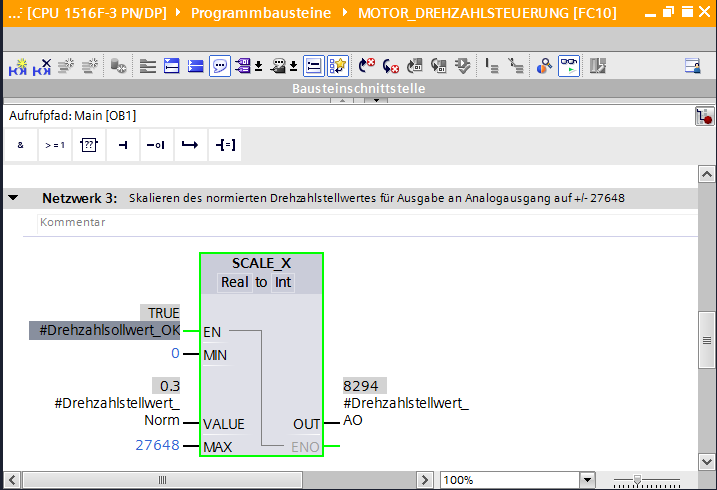 ...F [CPU 1516F-3 PN/DP] Programmbausteine MOTOR_DREHZAHLSTEUERUNG [FC10]
Bausteinschnittstelle
Aufrufpfad: Main [OB1]
& >=1 ?? -o| -[=]
Netzwerk 3: Skalieren des normierten Drehzahlstellwertes für Ausgabe an Analogausgang auf +/- 27648
Kommentar
SCALE_X
Real to Int
TRUE
#Drehzahlsollwert_OK EN
0 MIN
0.3 8294
#Drehzahlstellwert_ #Drehzahlstellwert_
Norm VALUE OUT AO
27648 MAX ENO
100%